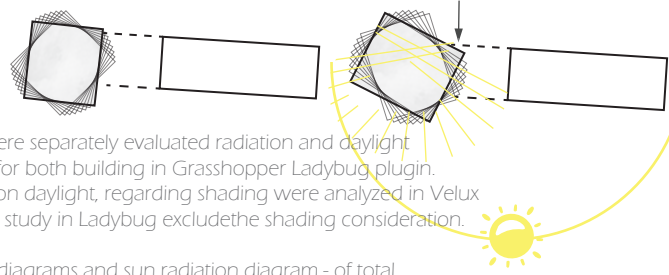 ere separately evaluated radiation and daylight
for both building in Grasshopper Ladybug plugin.
on daylight, regarding shading were analyzed in Velux
study in Ladybug excludethe shading consideration.
diagrams and sun radiation diagram - of total